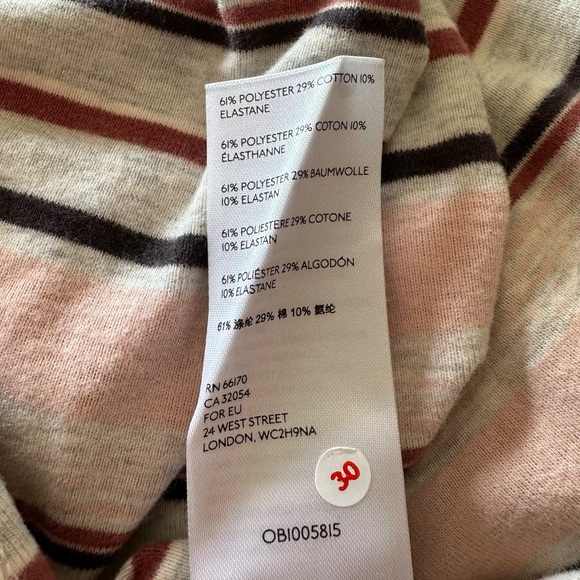 61% POLYESTER 29% COTTON 10%
ELASTANE
61% POLYESTER 29% COTON 10%
ÉLASTHANNE
61% POLYESTER 29% BAUMWOLLE
10% ELASTAN
61% POLIESTERE 29% COTONE
10% ELASTAN
61% POLIÉSTER 29% ALGODÓN
10% ELASTANE
61% 涤纶 29% 棉 10% 氨纶
RN 66170
CA 32054
FOR EU
24 WEST STREET
LONDON, WC2H9NA
30
OB1005815